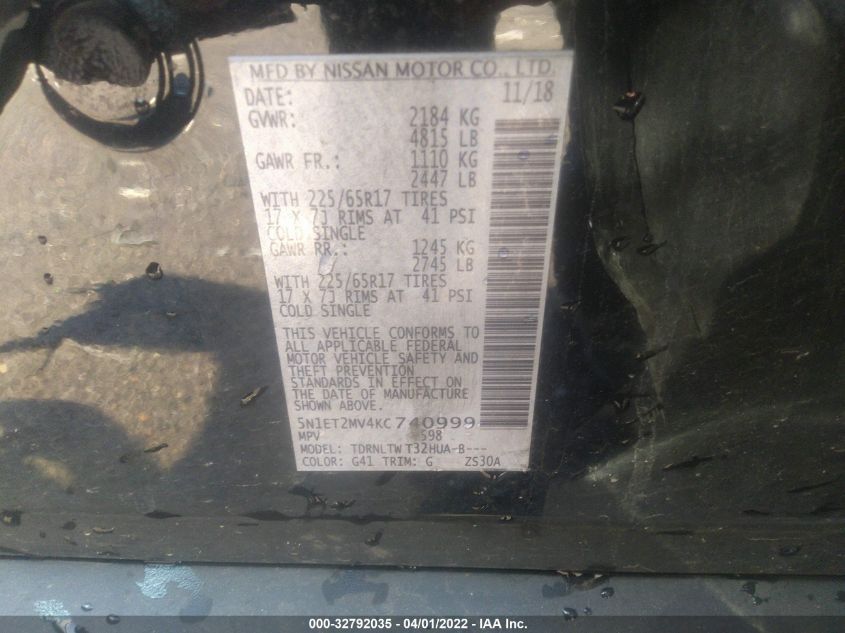 MFD BY NISSAN MOTOR CO., LTD.
DATE: 11/18
GVWR: 2184 KG
4815 LB
GAWR FR.: 1110 KG
2447 LB
WITH 225/65R17 TIRES
17 X 7J RIMS AT 41 PSI
COLD SINGLE
GAWR RR.: 1245 KG
2745 LB
WITH 225/65R17 TIRES
17 X 7J RIMS AT 41 PSI
COLD SINGLE
THIS VEHICLE CONFORMS TO
ALL APPLICABLE FEDERAL
MOTOR VEHICLE SAFETY AND
THEFT PREVENTION
STANDARDS IN EFFECT ON
THE DATE OF MANUFACTURE
SHOWN ABOVE.
5N1ET2MV4KC740999
MPV
MODEL: TDRNLTW T32HUA-B---
COLOR: G41 TRIM: G ZS30A
000-32792035 - 04/01/2022 - © IAA Inc.